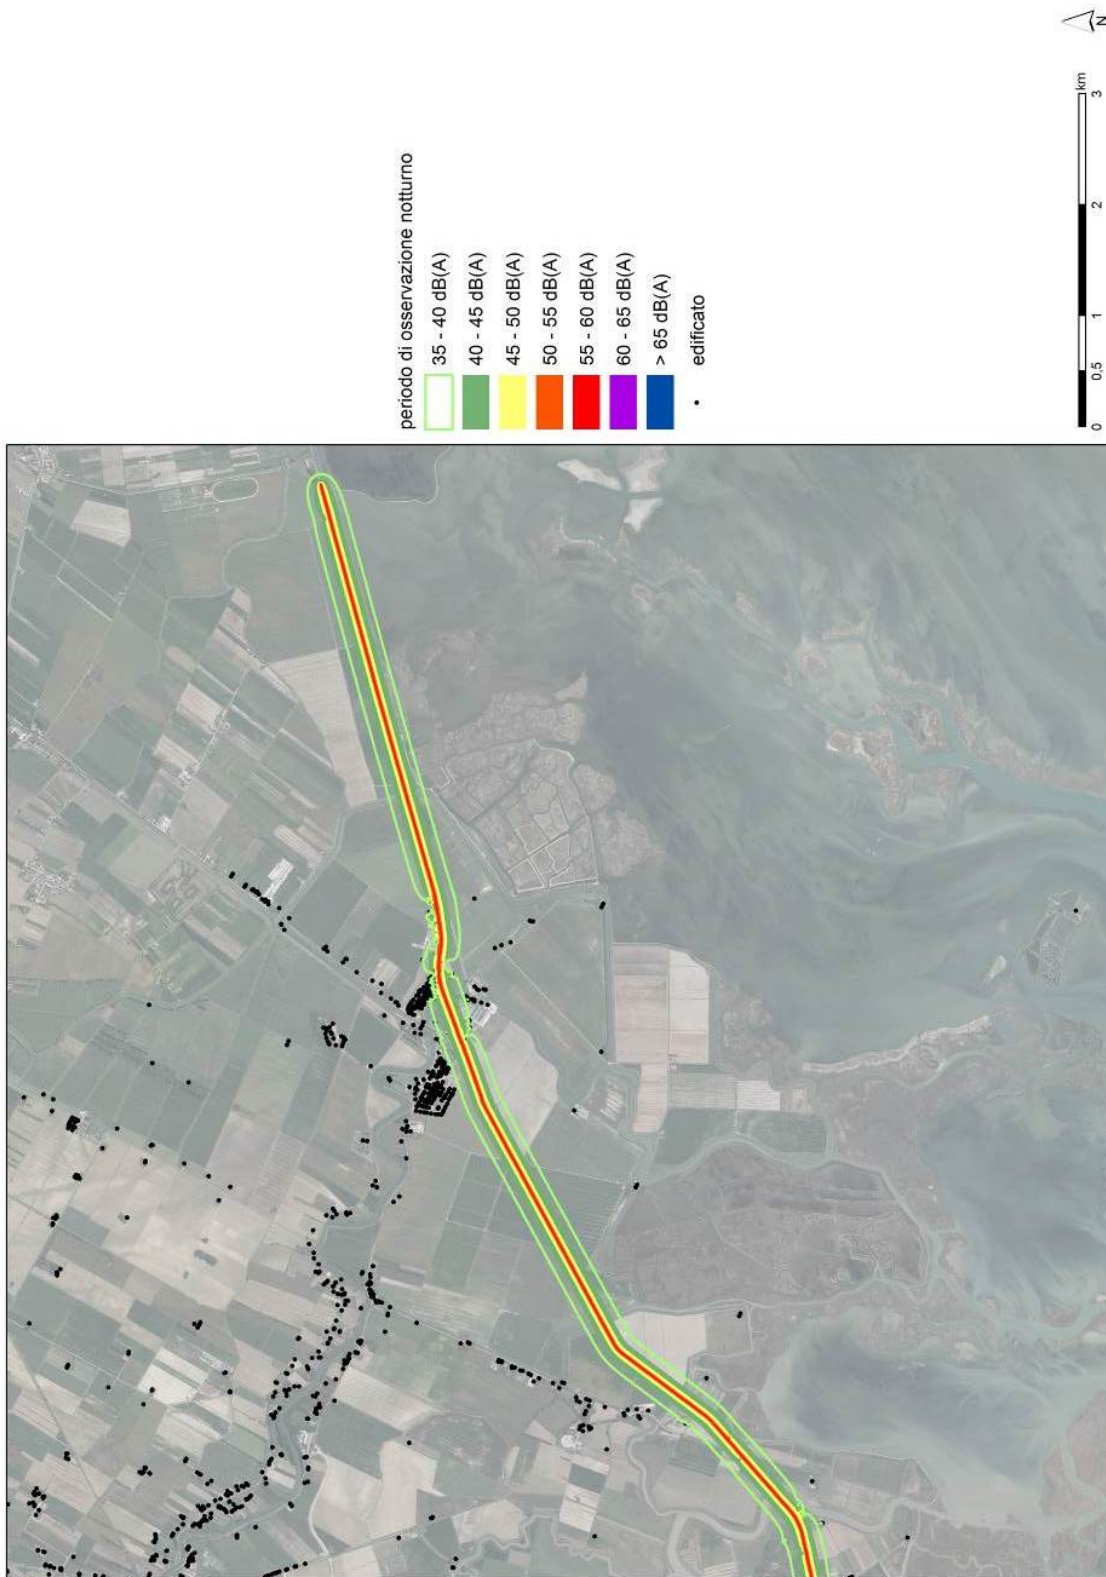 periodo di osservazione notturno
35 - 40 dB(A)
40 - 45 dB(A)
45 - 50 dB(A)
50 - 55 dB(A)
55 - 60 dB(A)
60 - 65 dB(A)
> 65 dB(A)
edificato
km
0 0.5 1 2 3
N